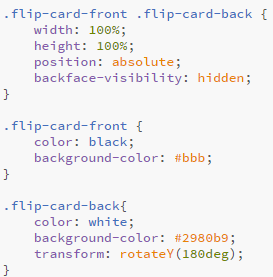 .flip-card-front .flip-card-back {
    width: 100%;
    height: 100%;
    position: absolute;
    backface-visibility: hidden;
}

.flip-card-front {
    color: black;
    background-color: #bbb;
}

.flip-card-back{
    color: white;
    background-color: #2980b9;
    transform: rotateY(180deg);
}